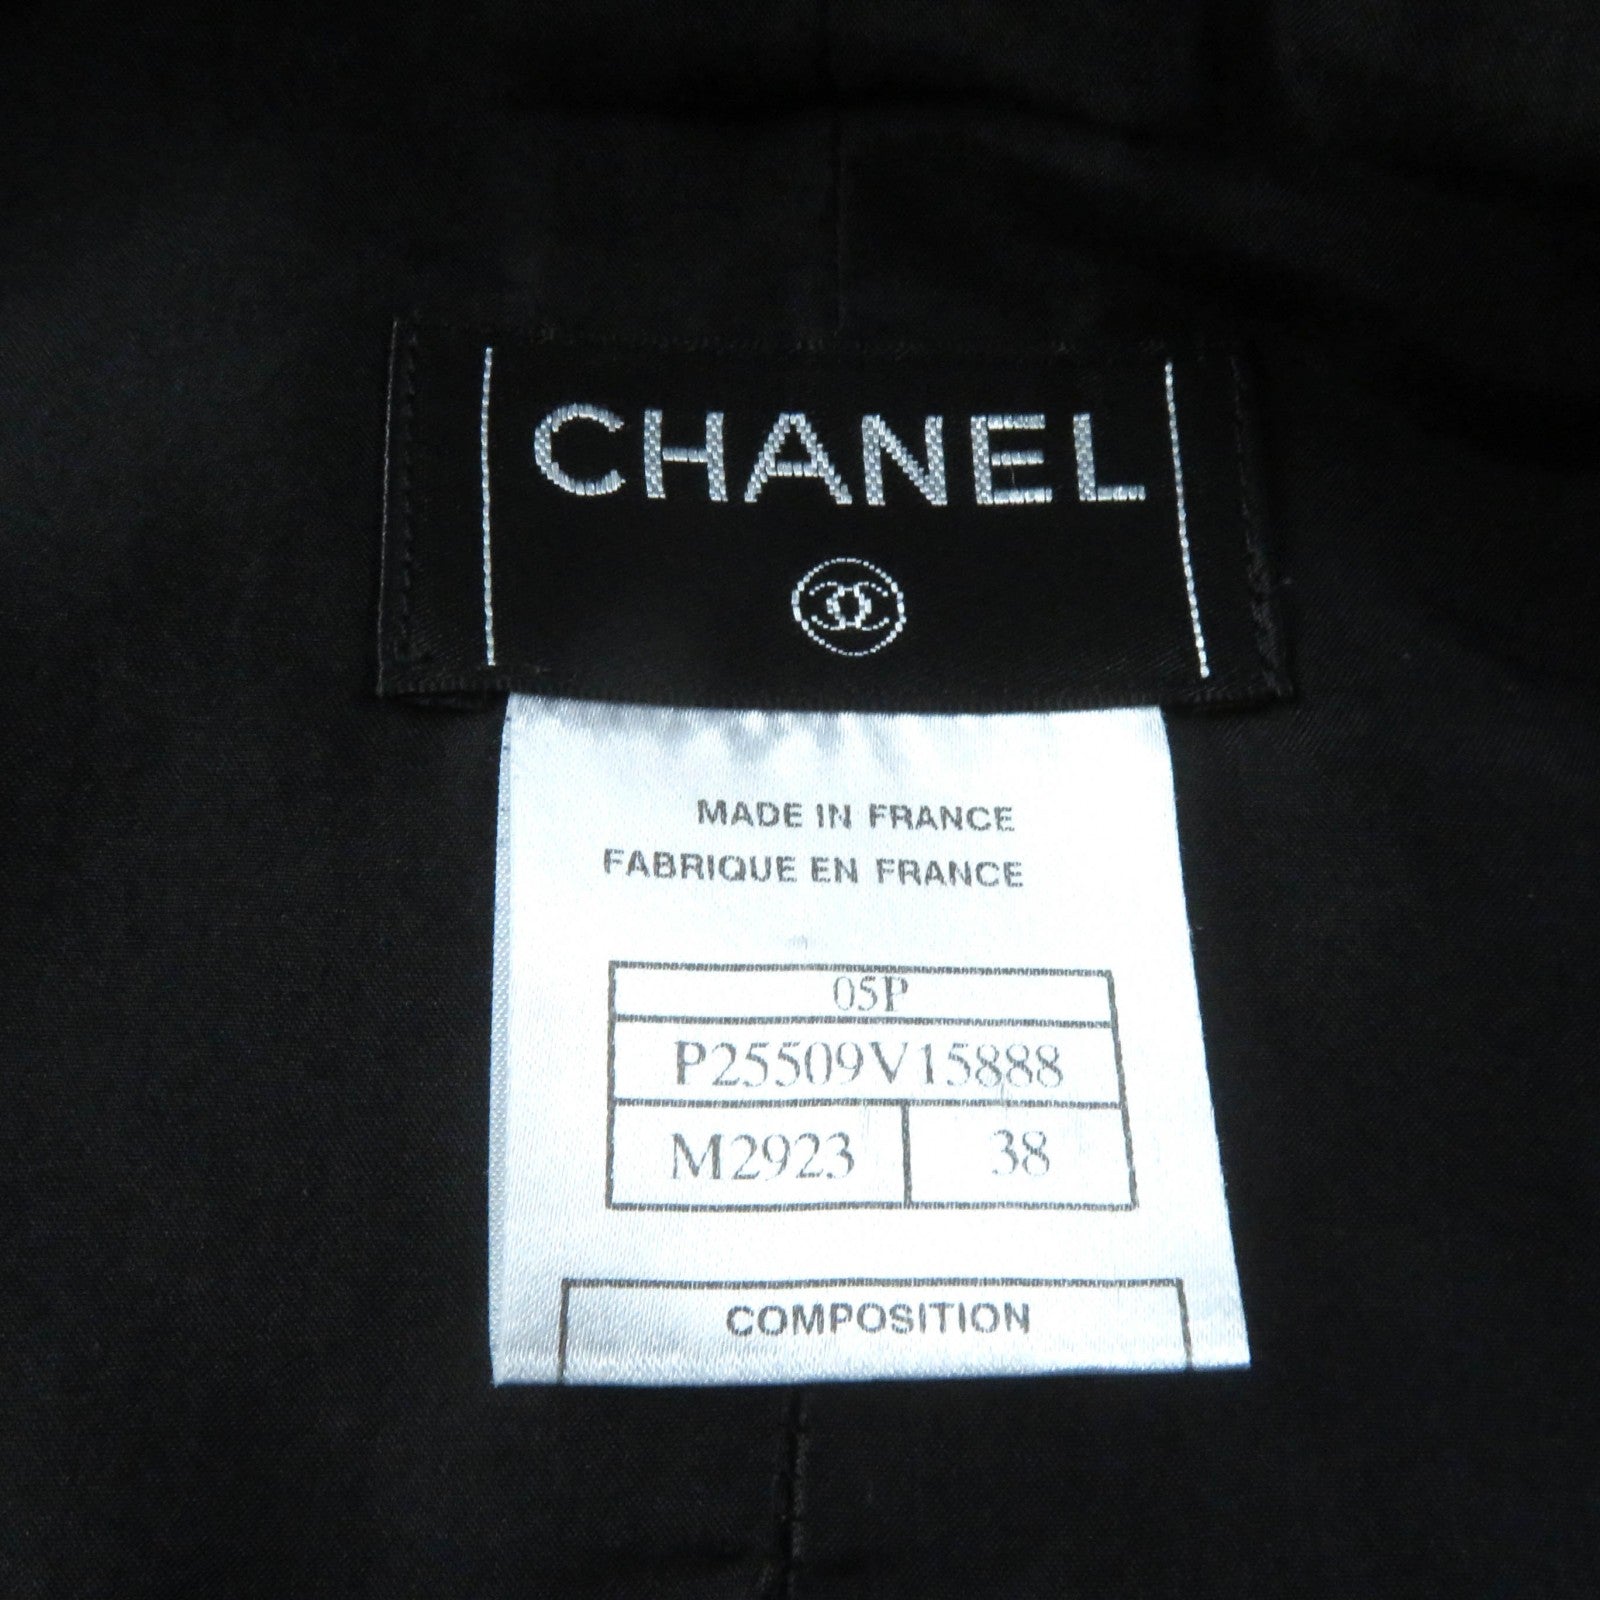 CHANEL
MADE IN FRANCE
FABRIQUE EN FRANCE
05P
P25509V15888
M2923 38
COMPOSITION